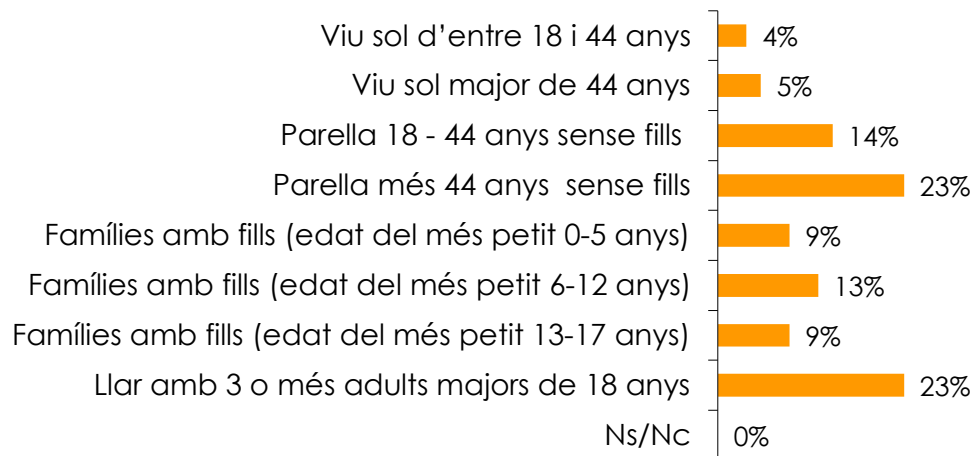 Viu sol d’entre 18 i 44 anys 4%
Viu sol major de 44 anys 5%
Parella 18 - 44 anys sense fills 14%
Parella més 44 anys sense fills 23%
Famílies amb fills (edat del més petit 0-5 anys) 9%
Famílies amb fills (edat del més petit 6-12 anys) 13%
Famílies amb fills (edat del més petit 13-17 anys) 9%
Llar amb 3 o més adults majors de 18 anys 23%
Ns/Nc 0%